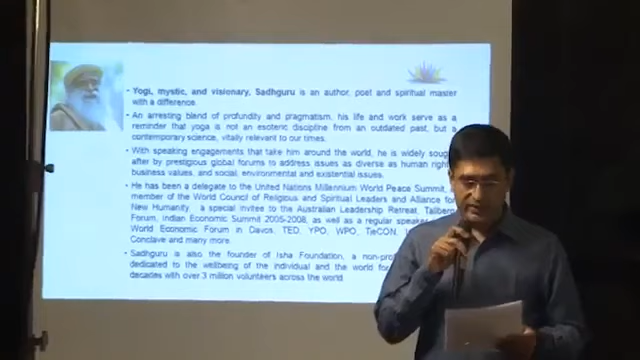 • Yogi, mystic, and visionary, Sadhguru is an author, poet and spiritual master
with a difference.
• An arresting blend of profundity and pragmatism, his life and work serve as a
reminder that yoga is not an esoteric discipline from an outdated past, but a
contemporary science, vitally relevant to our times.
• With speaking engagements that take him around the world, he is widely
after by prestigious global forums to address issues as diverse as human
business values, and social, environmental and existential issues.
• He has been a delegate to the United Nations Millennium World Peace Summit,
member of the World Council of Religious and Spiritual Leaders and Alliance
New Humanity, a special invitee to the Australian Leadership Retreat,
Forum, Indian Economic Summit 2005-2008, as well as a regular speaker
World Economic Forum in Davos, TED, YPO, WPO, TieCON,
Conclave and many more.
• Sadhguru is also the founder of Isha Foundation, a
dedicated to the wellbeing of the individual and the world for
decades with over 3 million volunteers across the world